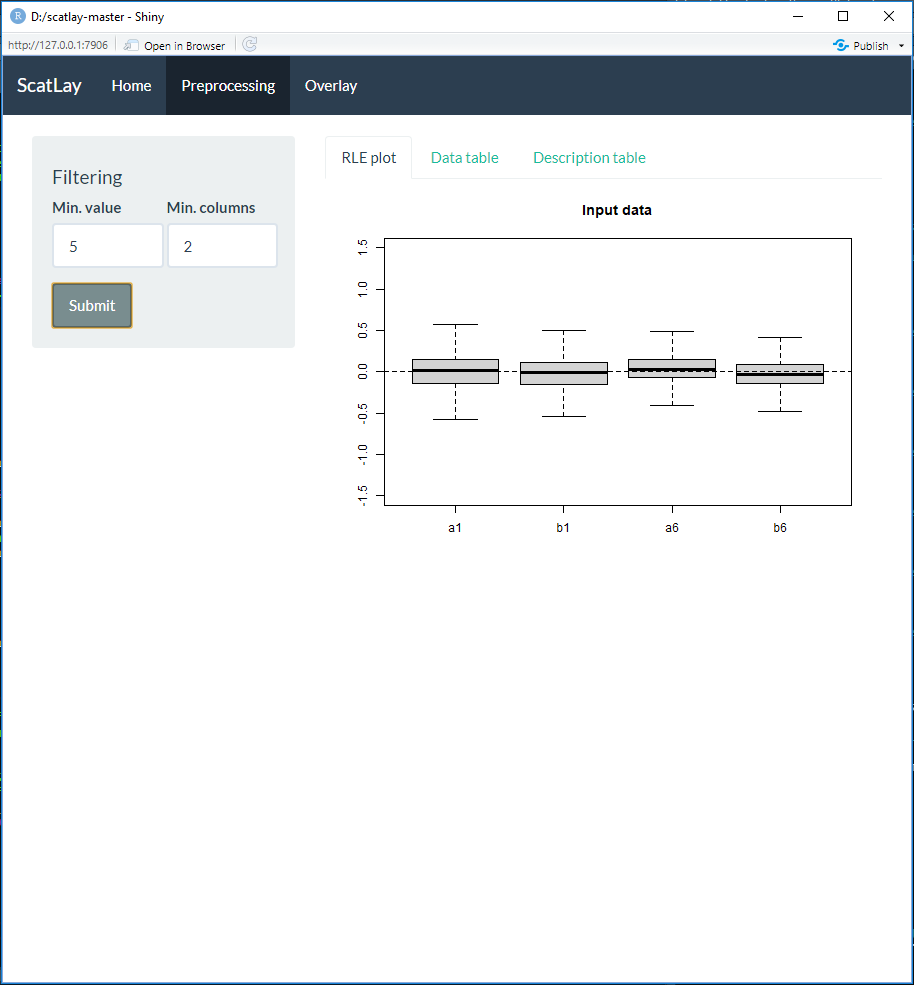 D:/scatlay-master - Shiny
http://127.0.0.1:7906 Open in Browser Publish
ScatLay Home Preprocessing Overlay
RLE plot Data table Description table
Filtering
Min. value Min. columns
5 2
Submit
Input data
1.5
1.0
0.5
0.0
-0.5
-1.0
-1.5
a1 b1 a6 b6